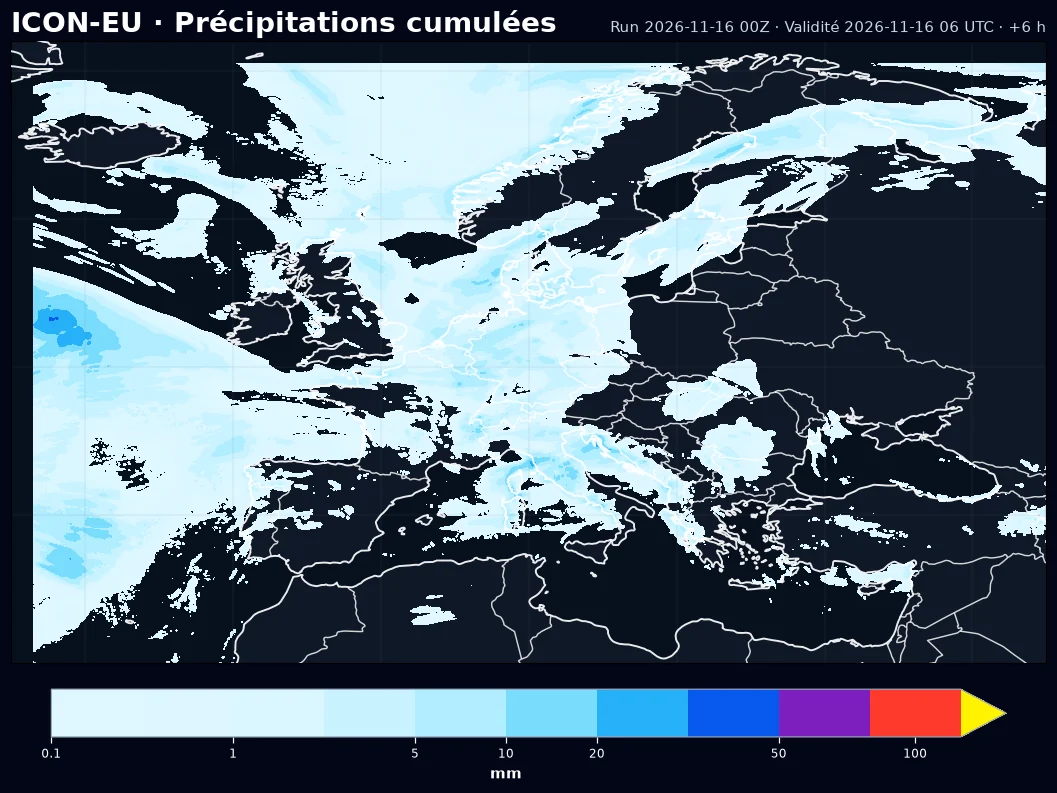 ICON-EU · Précipitations cumulées
Run 2026-11-16 00Z · Validité 2026-11-16 06 UTC · +6 h
0.1 1 5 10 20 50 100
mm